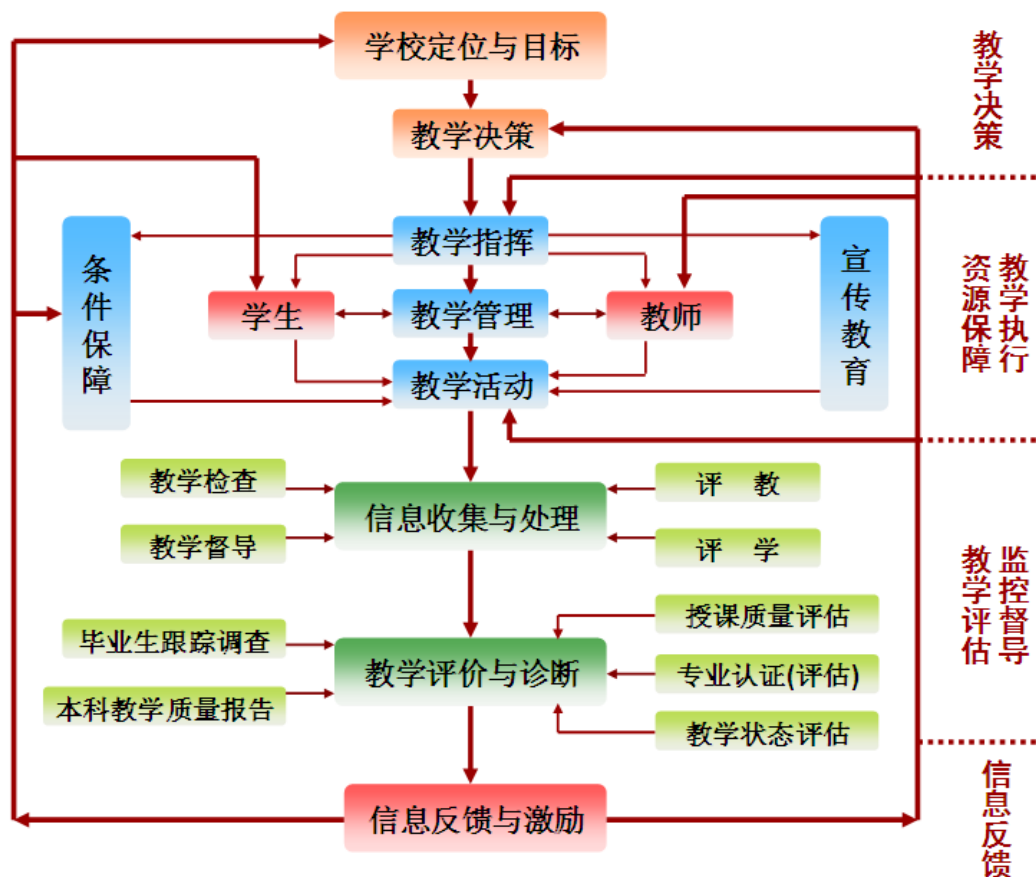 学校定位与目标
教学决策
教学指挥
条件保障
学生
教学管理
教师
宣传教育
教学活动
教学检查
教学督导
信息收集与处理
评 教
评 学
毕业生跟踪调查
本科教学质量报告
教学评价与诊断
授课质量评估
专业认证(评估)
教学状态评估
信息反馈与激励
教学决策
教学执行
资源保障
监控督导
教学评估
信息反馈